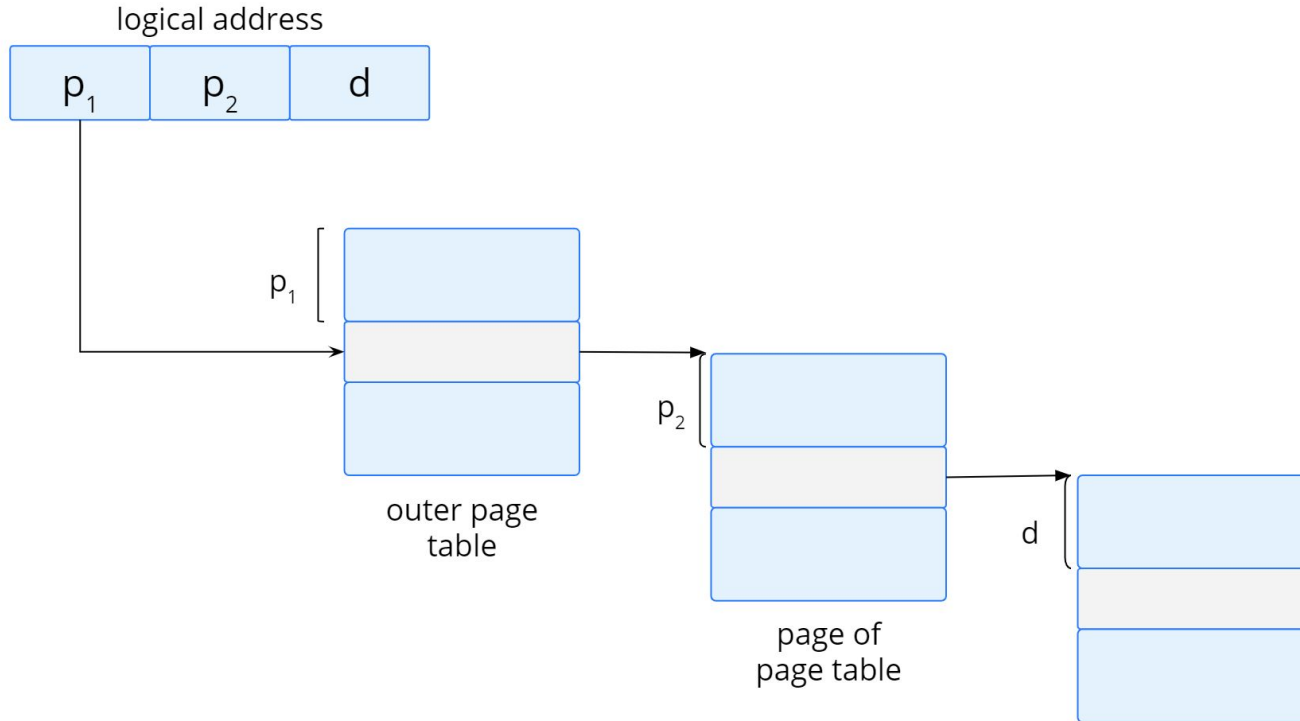 logical address
p₁ p₂ d
p₁
outer page
table
p₂
page of
page table
d